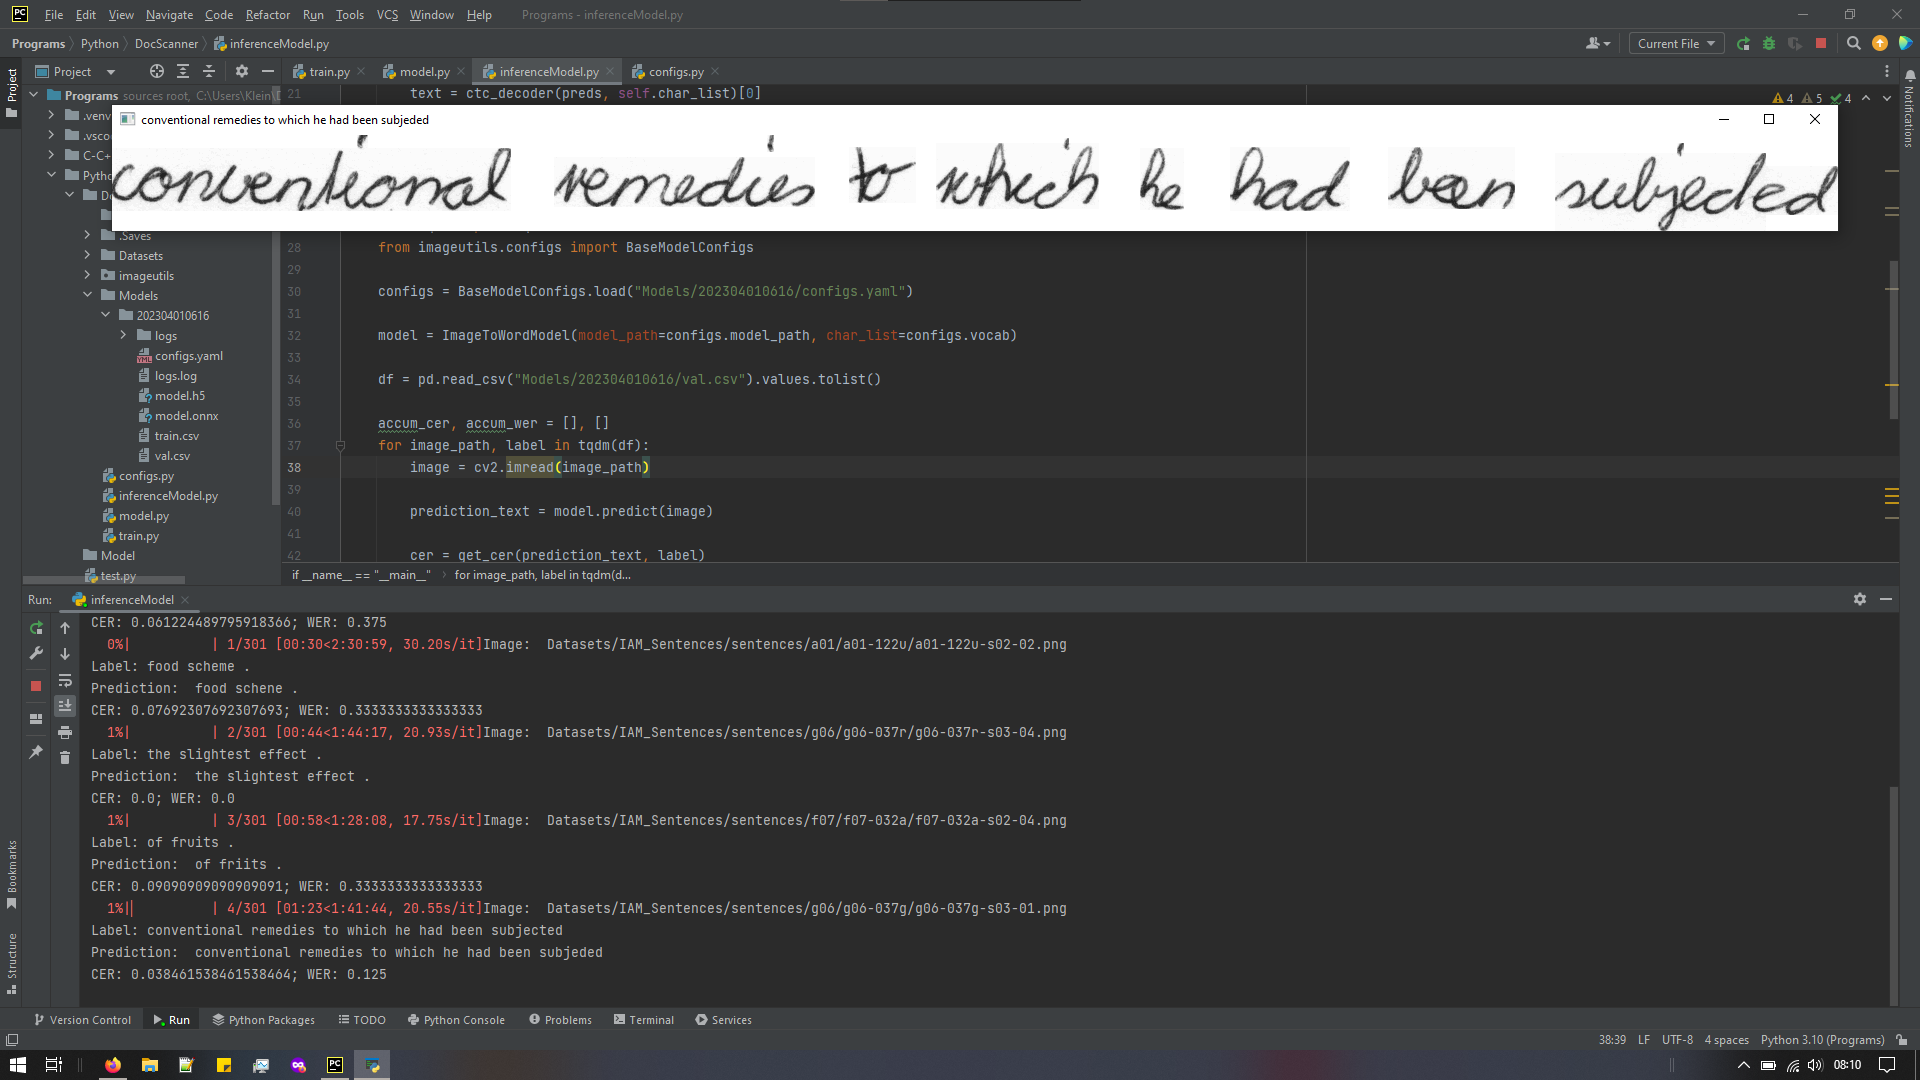 File Edit View Navigate Code Refactor Run Tools VCS Window Help Programs - inferenceModel.py
Programs Python DocScanner inferenceModel.py Current File
Project train.py model.py inferenceModel.py configs.py
Project
Notifications
Programs sources root, C:\Users\Klein\
21 text = ctc_decoder(preds, self.char_list)[0]
4 5 4
.venv
conventional remedies to which he had been subjeded
.vsco
C-C+
conventional remedies to which he had been subjected
Pytho
.Saves
28 from imageutils.configs import BaseModelConfigs
Datasets
29
imageutils
30 configs = BaseModelConfigs.load("Models/202304010616/configs.yaml")
Models
31
202304010616
32 model = ImageToWordModel(model_path=configs.model_path, char_list=configs.vocab)
logs
33
configs.yaml
34 df = pd.read_csv("Models/202304010616/val.csv").values.tolist()
logs.log
35
model.h5
36 accum_cer, accum_wer = [], []
model.onnx
37 for image_path, label in tqdm(df):
train.csv
38 image = cv2.imread(image_path)
val.csv
39
configs.py
40 prediction_text = model.predict(image)
inferenceModel.py
41
model.py
42 cer = get_cer(prediction_text, label)
train.py
Model
test.py
if __name__ == "__main__" for image_path, label in tqdm(d...
Run: inferenceModel
CER: 0.061224489795918366; WER: 0.375
0%| | 1/301 [00:30<2:30:59, 30.20s/it]Image: Datasets/IAM_Sentences/sentences/a01/a01-122u/a01-122u-s02-02.png
Label: food scheme .
Prediction: food schene .
CER: 0.07692307692307693; WER: 0.3333333333333333
1%| | 2/301 [00:44<1:44:17, 20.93s/it]Image: Datasets/IAM_Sentences/sentences/g06/g06-037r/g06-037r-s03-04.png
Label: the slightest effect .
Prediction: the slightest effect .
CER: 0.0; WER: 0.0
1%| | 3/301 [00:58<1:28:08, 17.75s/it]Image: Datasets/IAM_Sentences/sentences/f07/f07-032a/f07-032a-s02-04.png
Label: of fruits .
Prediction: of friits .
CER: 0.09090909090909091; WER: 0.3333333333333333
1%| | 4/301 [01:23<1:41:44, 20.55s/it]Image: Datasets/IAM_Sentences/sentences/g06/g06-037g/g06-037g-s03-01.png
Label: conventional remedies to which he had been subjected
Prediction: conventional remedies to which he had been subjeded
CER: 0.038461538461538464; WER: 0.125
Bookmarks
Structure
Version Control Run Python Packages TODO Python Console Problems Terminal Services
38:39 LF UTF-8 4 spaces Python 3.10 (Programs)
08:10